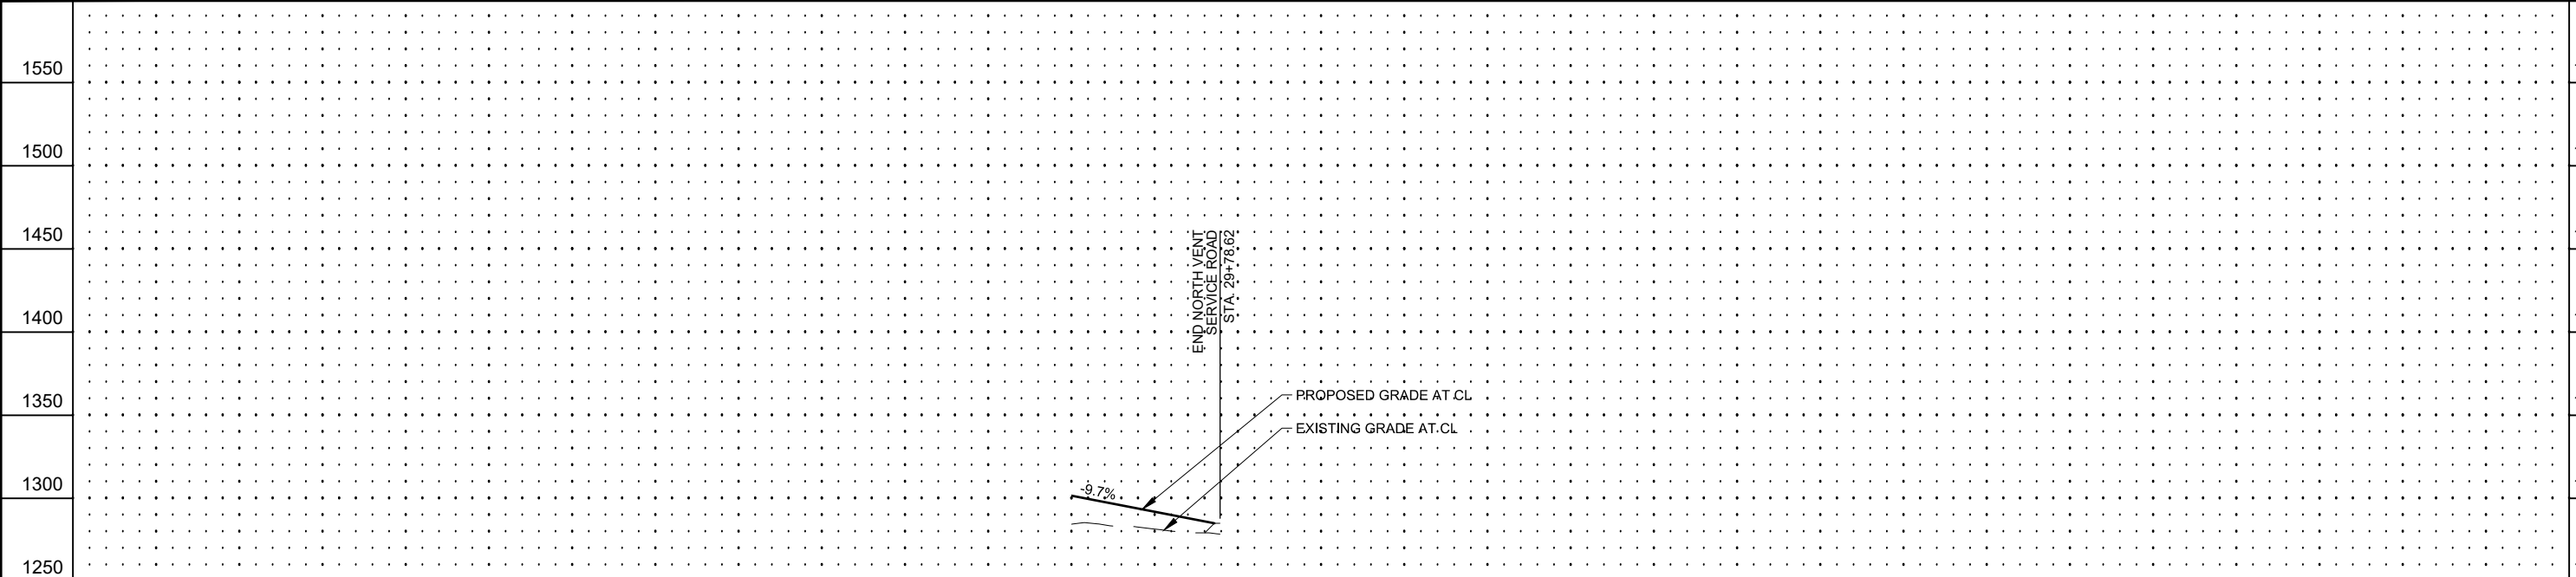 1550
1500
1450
1400
1350
1300
1250
END NORTH VENT
SERVICE ROAD
STA. 29+78.62
PROPOSED GRADE AT CL
EXISTING GRADE AT CL
-9.7%